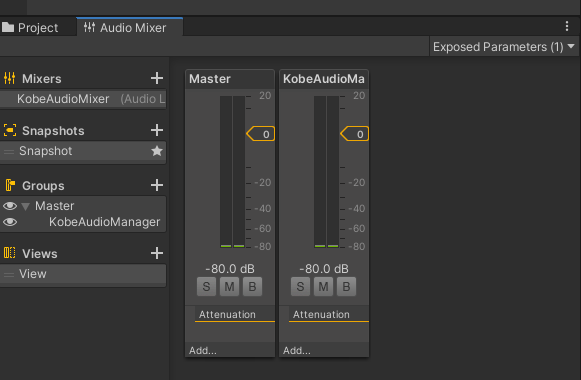 Project
Audio Mixer
Exposed Parameters (1)
Mixers
KobeAudioMixer (Audio L
Snapshots
Snapshot
Groups
Master
KobeAudioManager
Views
View
Master
20
0
-20
-40
-60
-80
-80.0 dB
S M B
Attenuation
Add...
KobeAudioMa
20
0
-20
-40
-60
-80
-80.0 dB
S M B
Attenuation
Add...